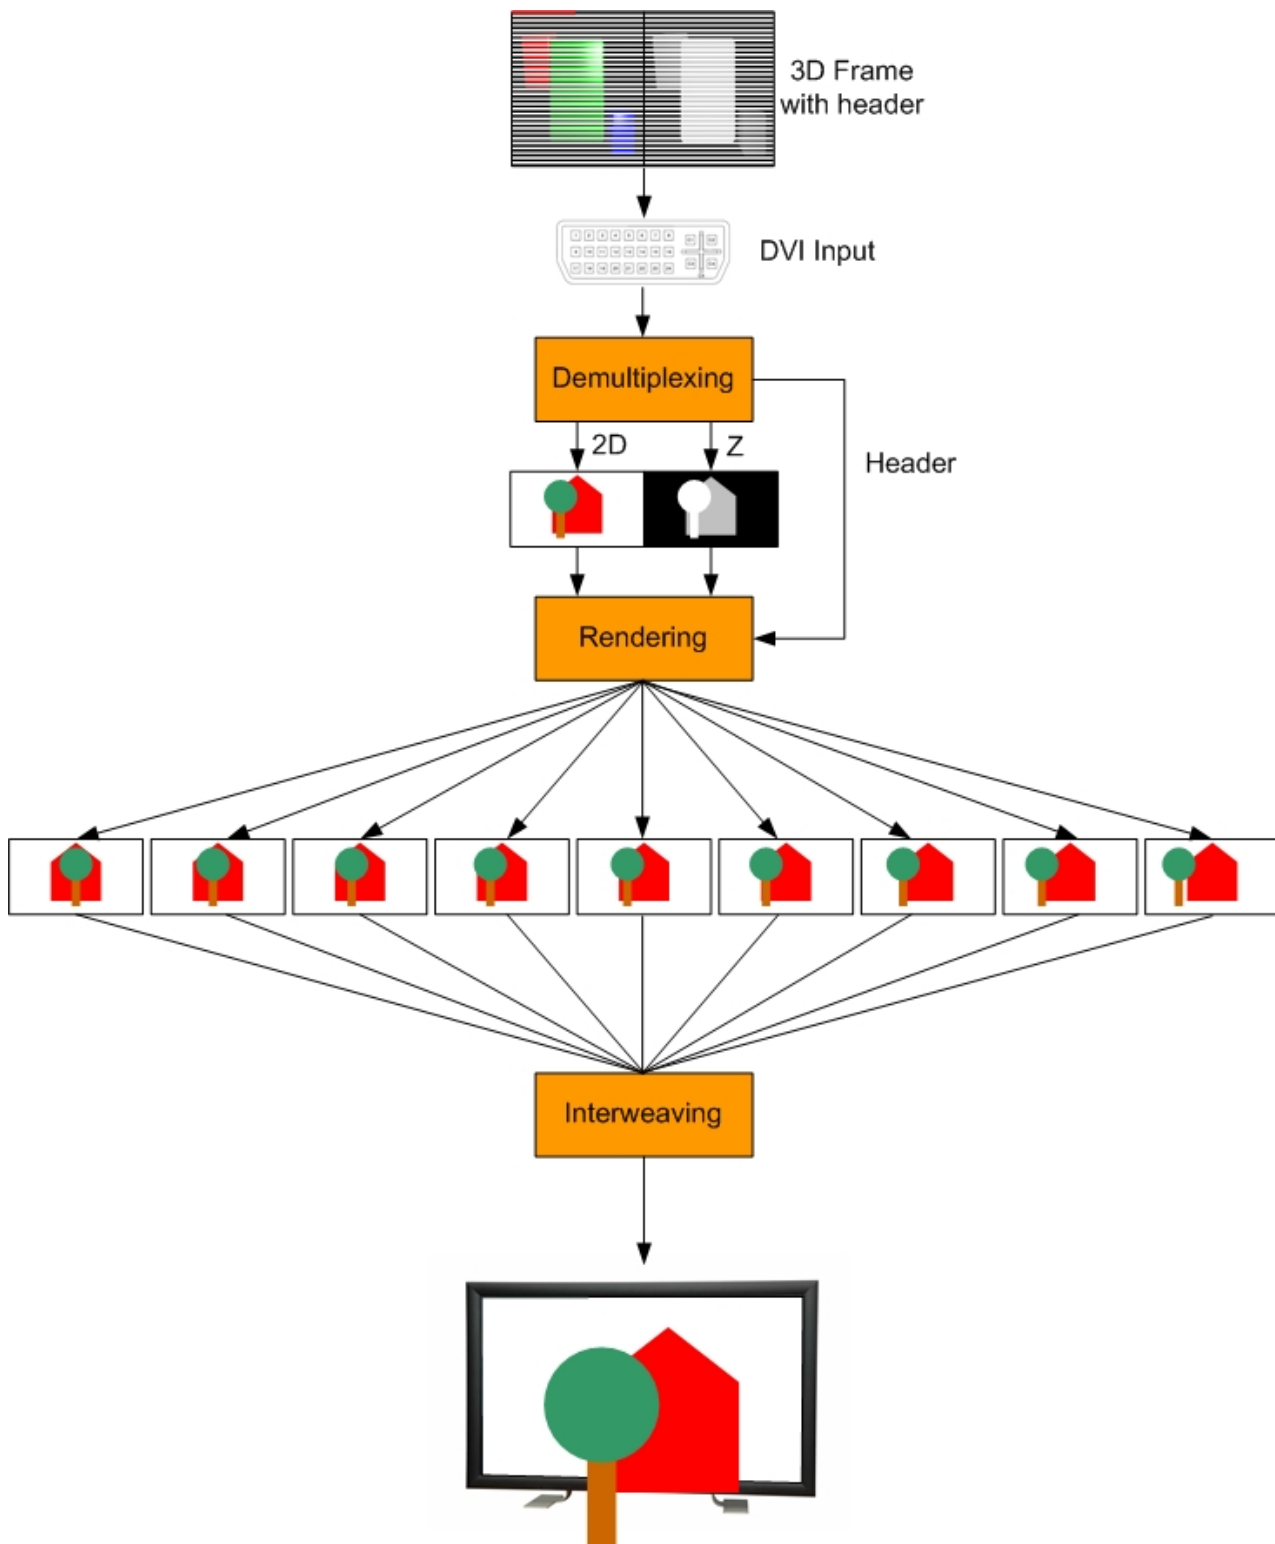 3D Frame
with header
DVI Input
Demultiplexing
2D
Z
Header
Rendering
Interweaving